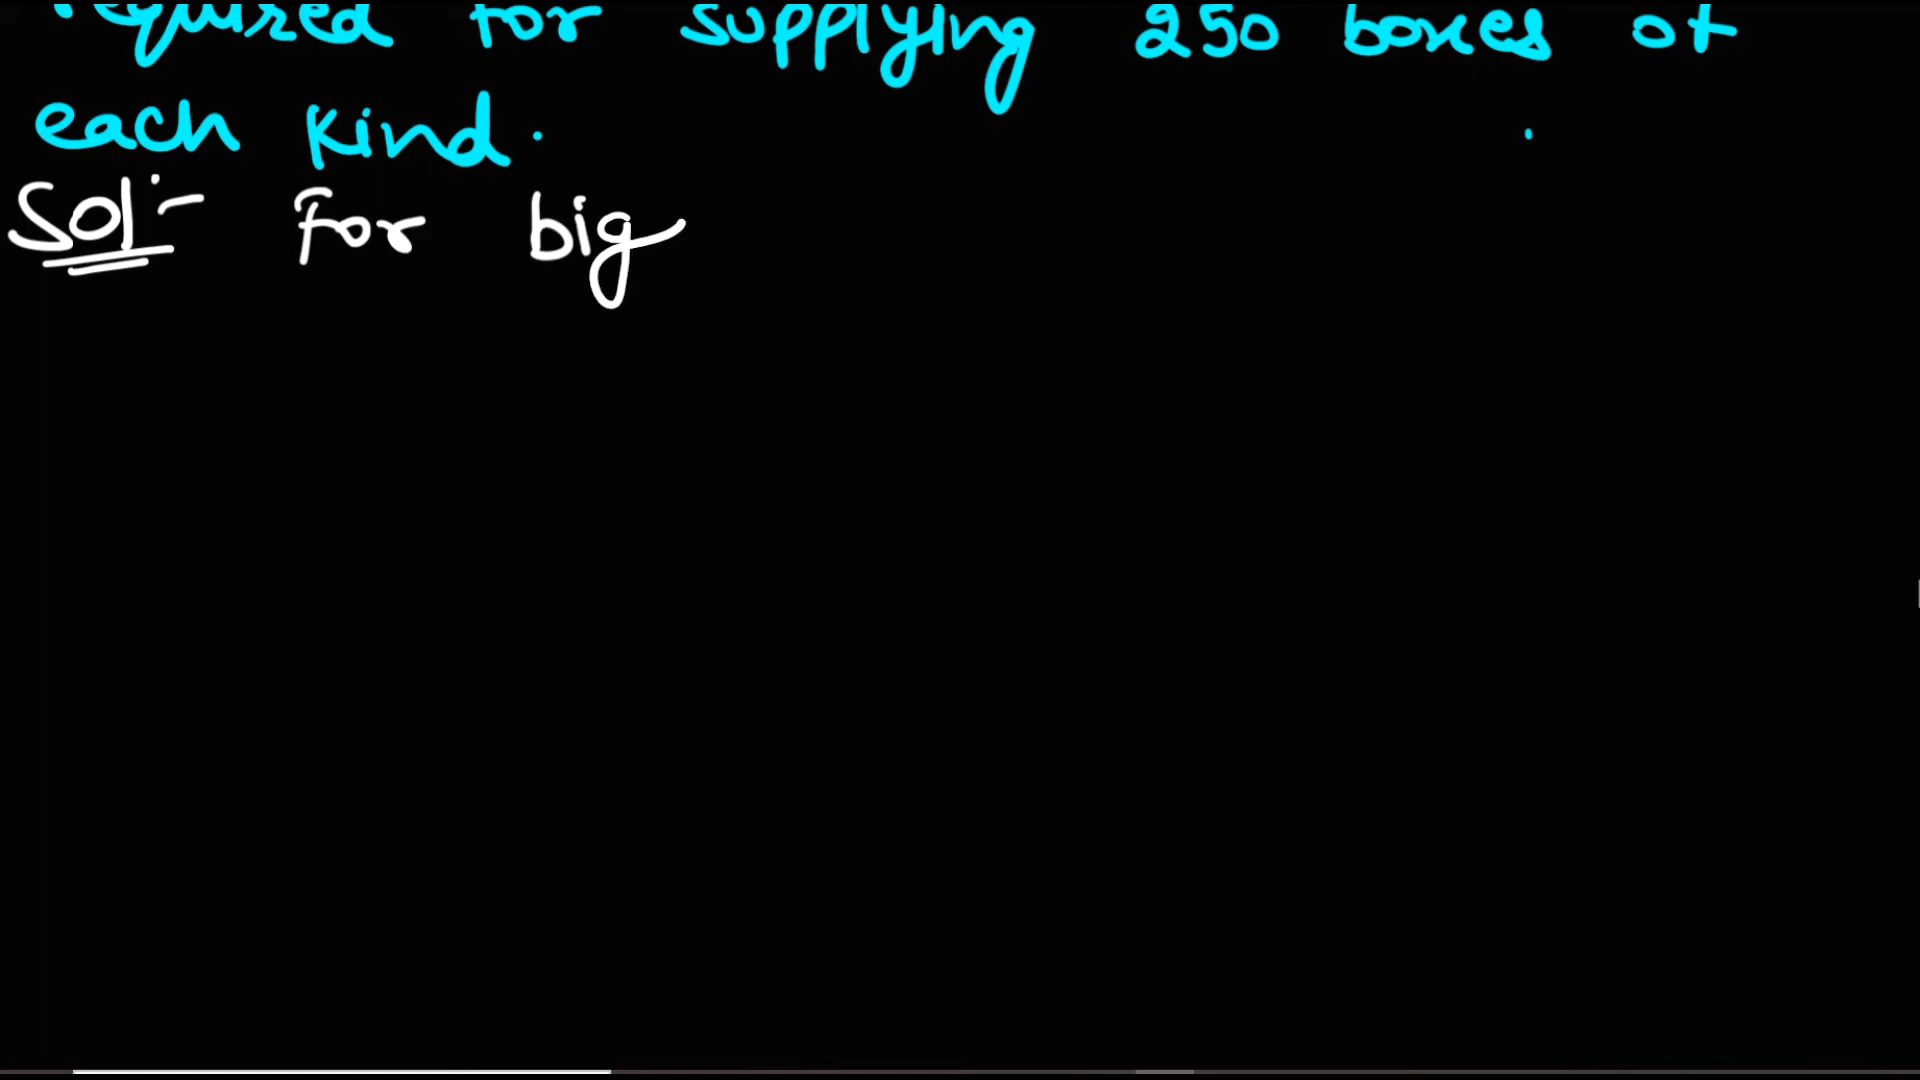 required for supplying 250 boxes of
each kind.
Sol:- For big